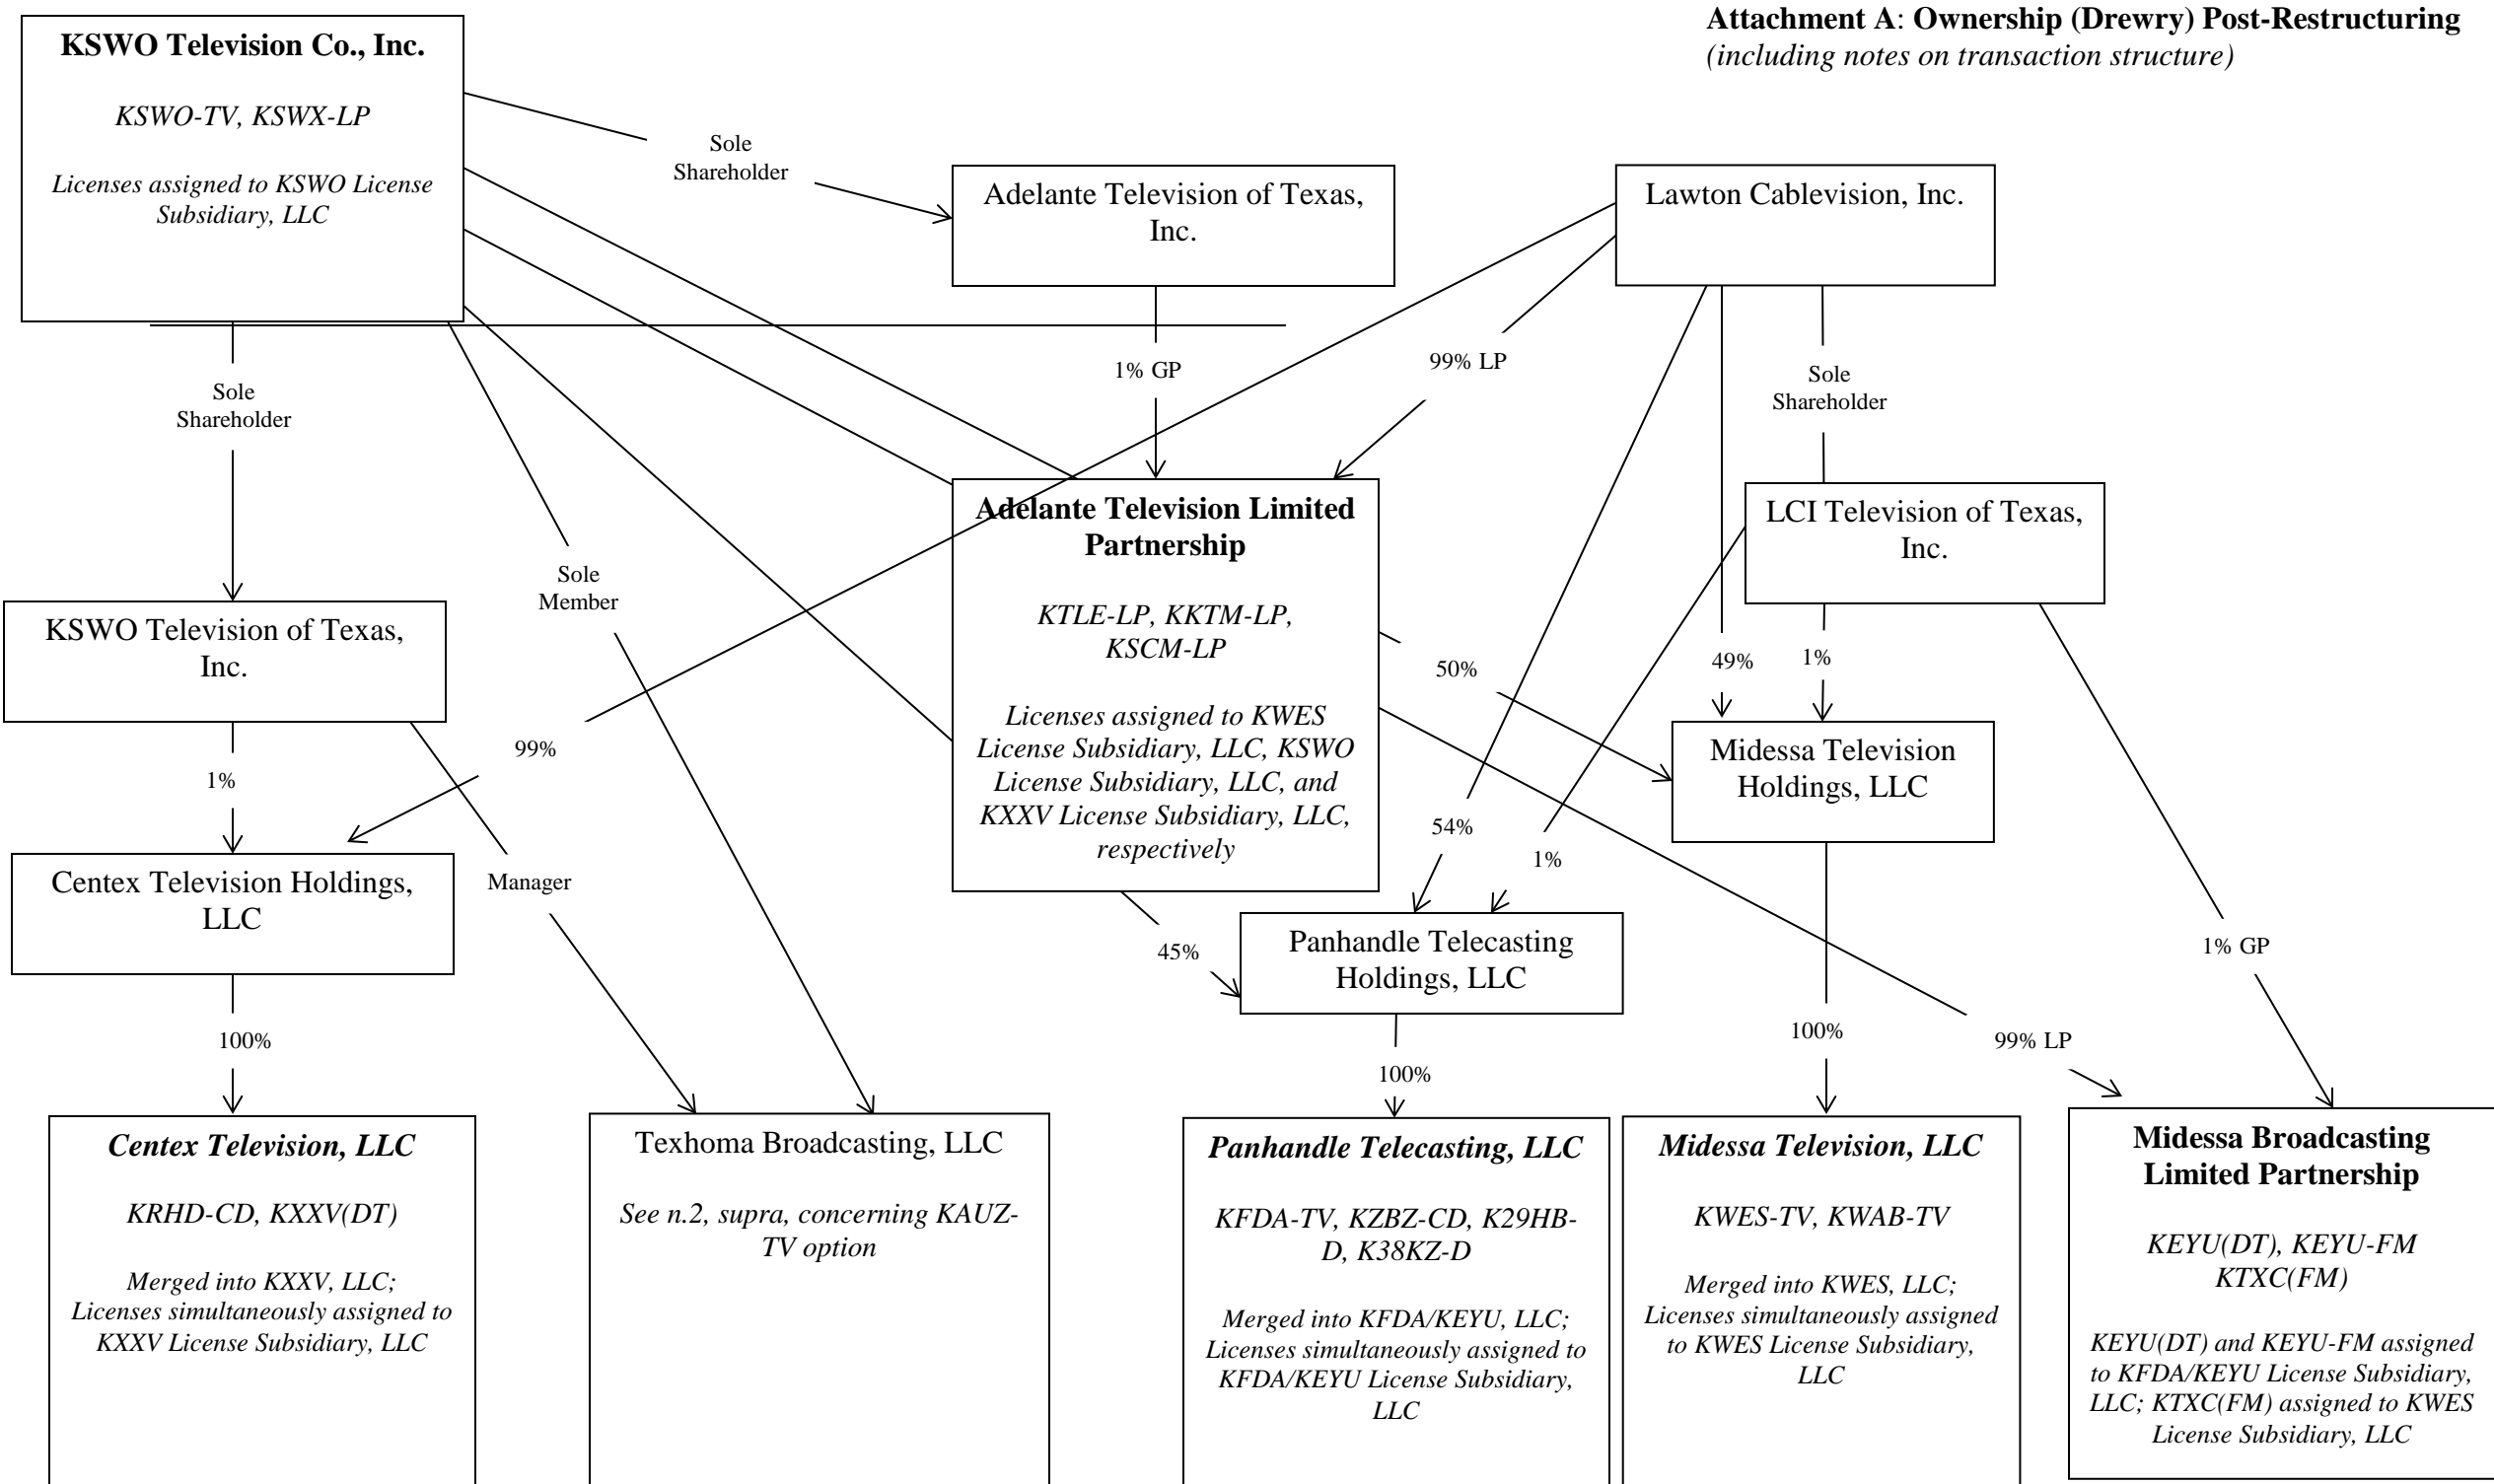 Attachment A: Ownership (Drewry) Post-Restructuring
(including notes on transaction structure)
KSWO Television Co., Inc.
KSWO-TV, KSWX-LP
Licenses assigned to KSWO License
Subsidiary, LLC
Sole
Shareholder
Adelante Television of Texas,
Inc.
Lawton Cablevision, Inc.
1% GP
99% LP
Sole
Shareholder
Sole
Shareholder
LCI Television of Texas,
Inc.
Adelante Television Limited
Partnership
KTLE-LP, KKTM-LP,
KSCM-LP
Licenses assigned to KWES
License Subsidiary, LLC, KSWO
License Subsidiary, LLC, and
KXXV License Subsidiary, LLC,
respectively
Sole
Member
KSWO Television of Texas,
Inc.
50%
49%
1%
99%
1%
Midessa Television
Holdings, LLC
54%
1%
Centex Television Holdings,
LLC
Manager
45%
Panhandle Telecasting
Holdings, LLC
1% GP
100%
100%
99% LP
100%
Centex Television, LLC
KRHD-CD, KXXV(DT)
Merged into KXXV, LLC;
Licenses simultaneously assigned to
KXXV License Subsidiary, LLC
Texhoma Broadcasting, LLC
See n.2, supra, concerning KAUZ-
TV option
Panhandle Telecasting, LLC
KFDA-TV, KZBZ-CD, K29HB-
D, K38KZ-D
Merged into KFDA/KEYU, LLC;
Licenses simultaneously assigned to
KFDA/KEYU License Subsidiary,
LLC
Midessa Television, LLC
KWES-TV, KWAB-TV
Merged into KWES, LLC;
Licenses simultaneously assigned
to KWES License Subsidiary,
LLC
Midessa Broadcasting
Limited Partnership
KEYU(DT), KEYU-FM
KTXC(FM)
KEYU(DT) and KEYU-FM assigned
to KFDA/KEYU License Subsidiary,
LLC; KTXC(FM) assigned to KWES
License Subsidiary, LLC